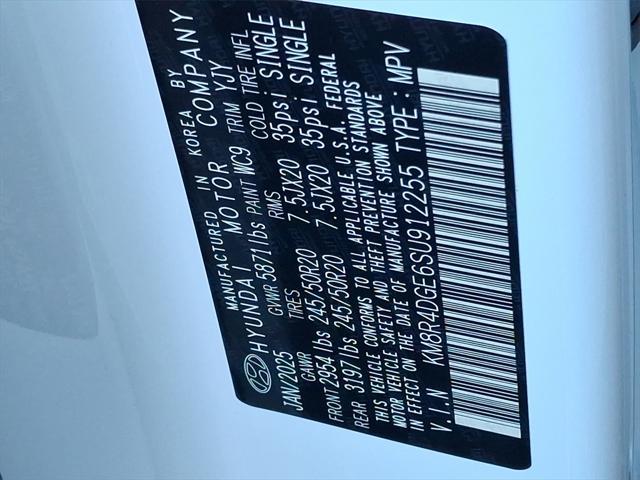 MANUFACTURED IN KOREA BY
HYUNDAI MOTOR COMPANY
JAN/2025 GVWR 5871lbs PAINT WC9 TRIM YJY
GAWR TIRES RIMS COLD TIRE INFL
FRONT 2954 lbs 245/50R20 7.5JX20 35psi SINGLE
REAR 3197 lbs 245/50R20 7.5JX20 35psi SINGLE
THIS VEHICLE CONFORMS TO ALL APPLICABLE U.S.A. FEDERAL
MOTOR VEHICLE SAFETY AND THEFT PREVENTION STANDARDS
IN EFFECT ON THE DATE OF MANUFACTURE SHOWN ABOVE
V.I.N KM8R4DGE6SU912255 TYPE : MPV